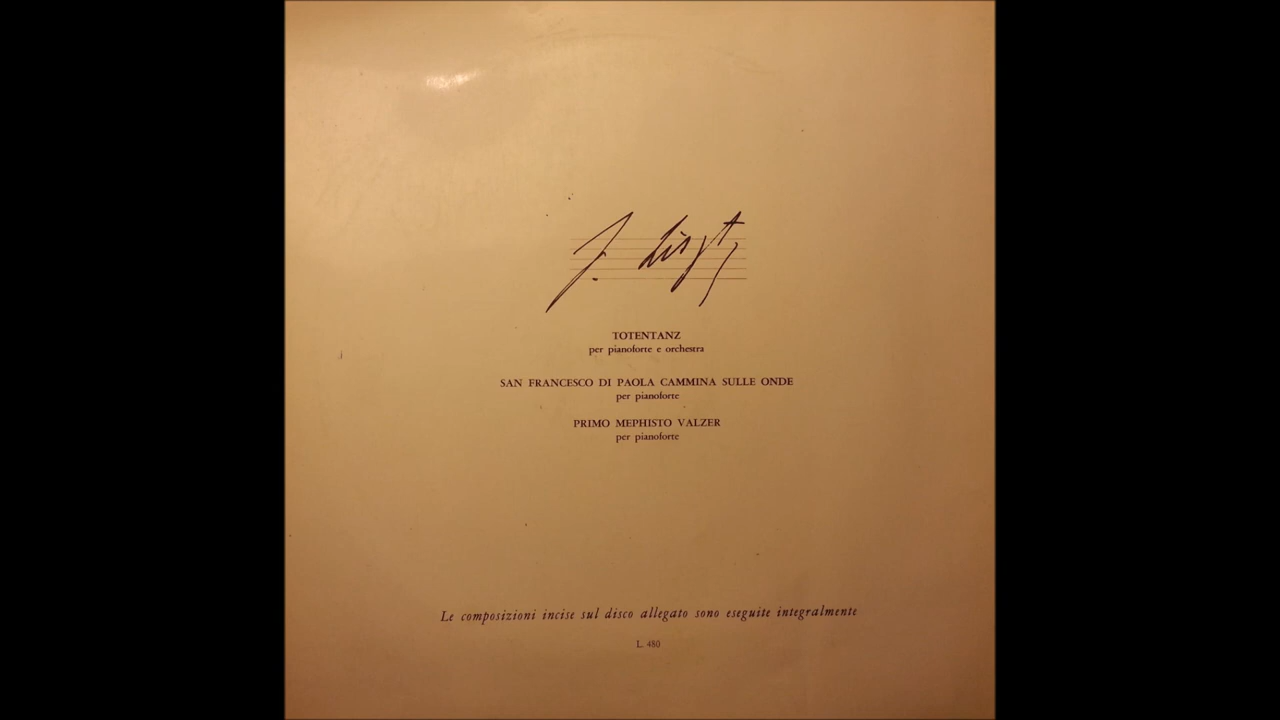 F. Liszt
TOTENTANZ
per pianoforte e orchestra
SAN FRANCESCO DI PAOLA CAMMINA SULLE ONDE
per pianoforte
PRIMO MEPHISTO VALZER
per pianoforte
Le composizioni incise sul disco allegato sono eseguite integralmente
L. 480